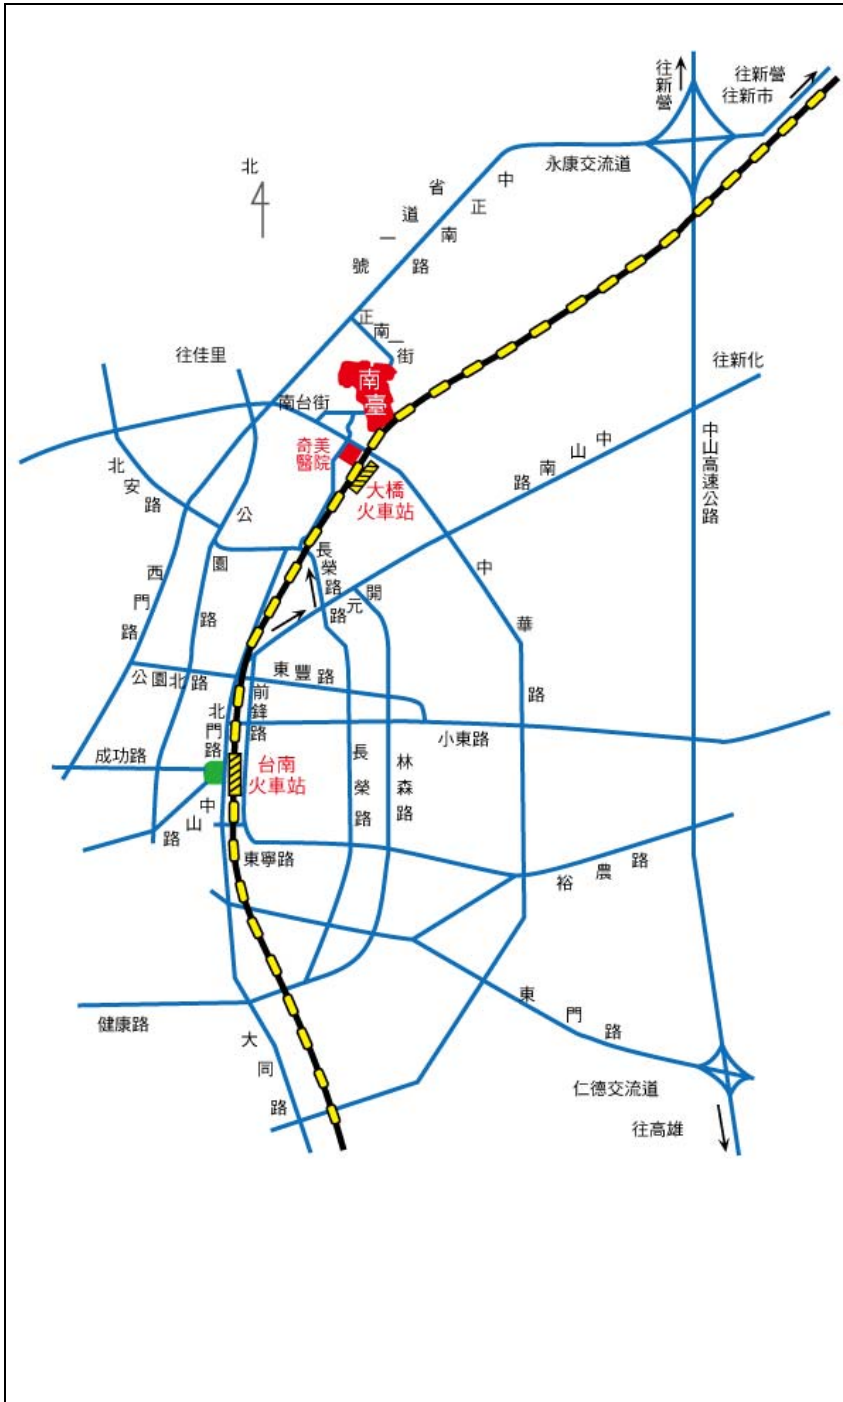 往新營
往新營
往新市
永康交流道
北
省道一號
中正南路
正南一街
往佳里
南臺
南台街
往新化
奇美
醫院
大橋
火車站
中山南路
中山高速公路
北安路
公園路
長榮路
開元路
中華路
西門路
公園北路
東豐路
前鋒路
北門路
小東路
成功路
台南
火車站
長榮路
林森路
中山路
東寧路
裕農路
東門路
健康路
大同路
仁德交流道
往高雄